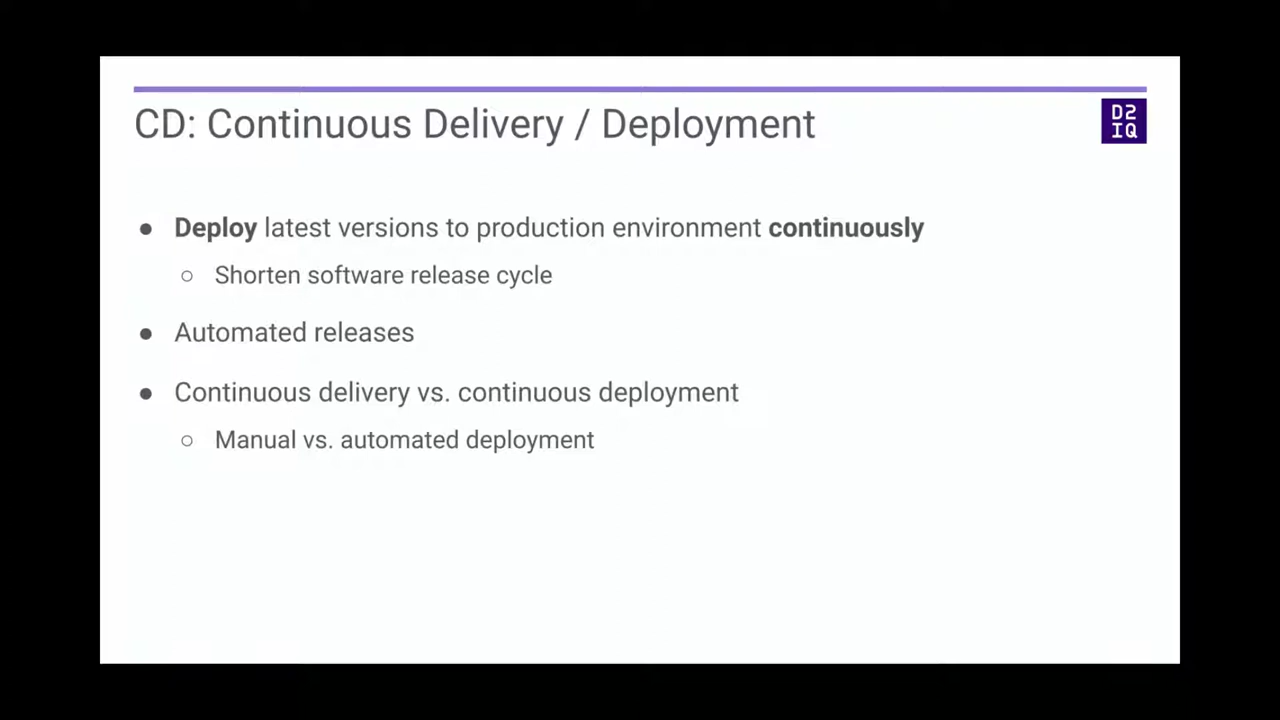 CD: Continuous Delivery / Deployment
D2
IQ
● Deploy latest versions to production environment continuously
○ Shorten software release cycle
● Automated releases
● Continuous delivery vs. continuous deployment
○ Manual vs. automated deployment